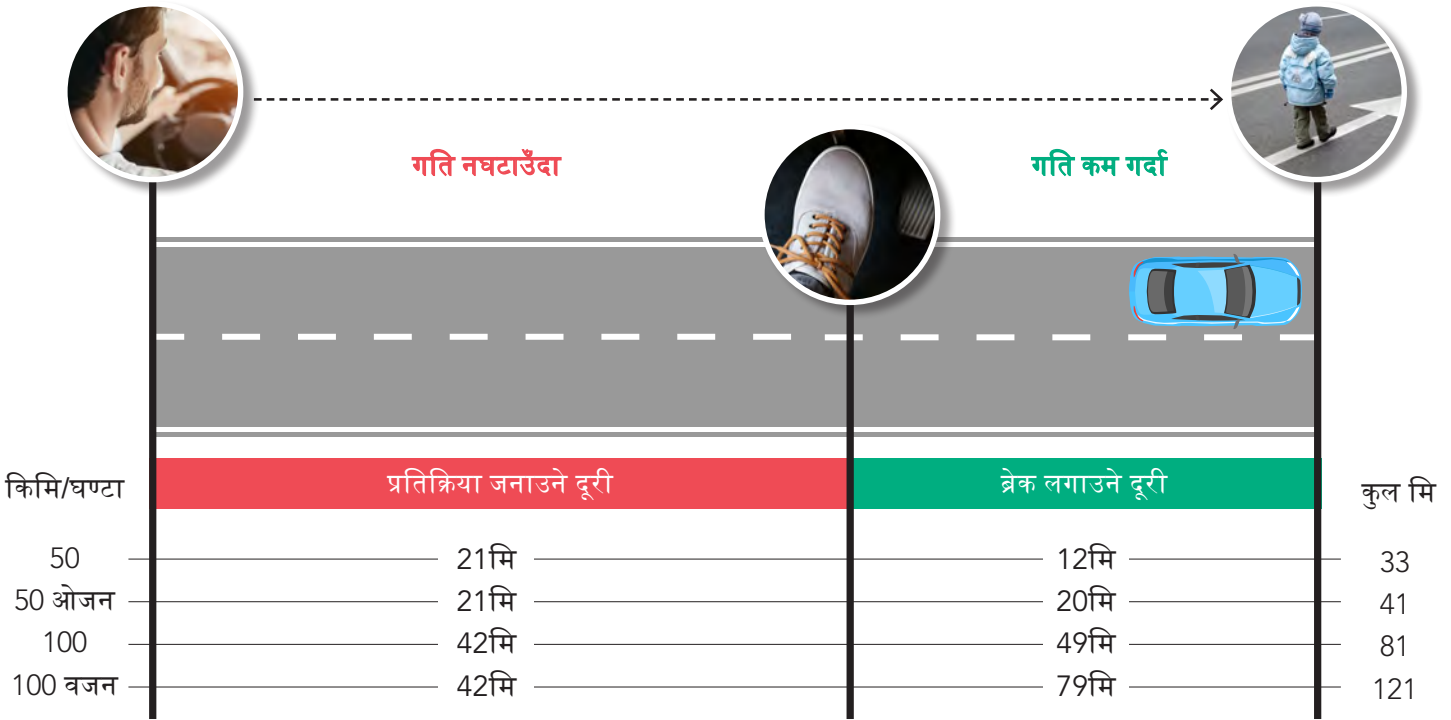 गति नघटाउँदा
गति कम गर्दा
किमि/घण्टा प्रतिक्रिया जनाउने दूरी ब्रेक लगाउने दूरी कुल मि
50 21मि 12मि 33
50 ओजन 21मि 20मि 41
100 42मि 49मि 81
100 वजन 42मि 79मि 121